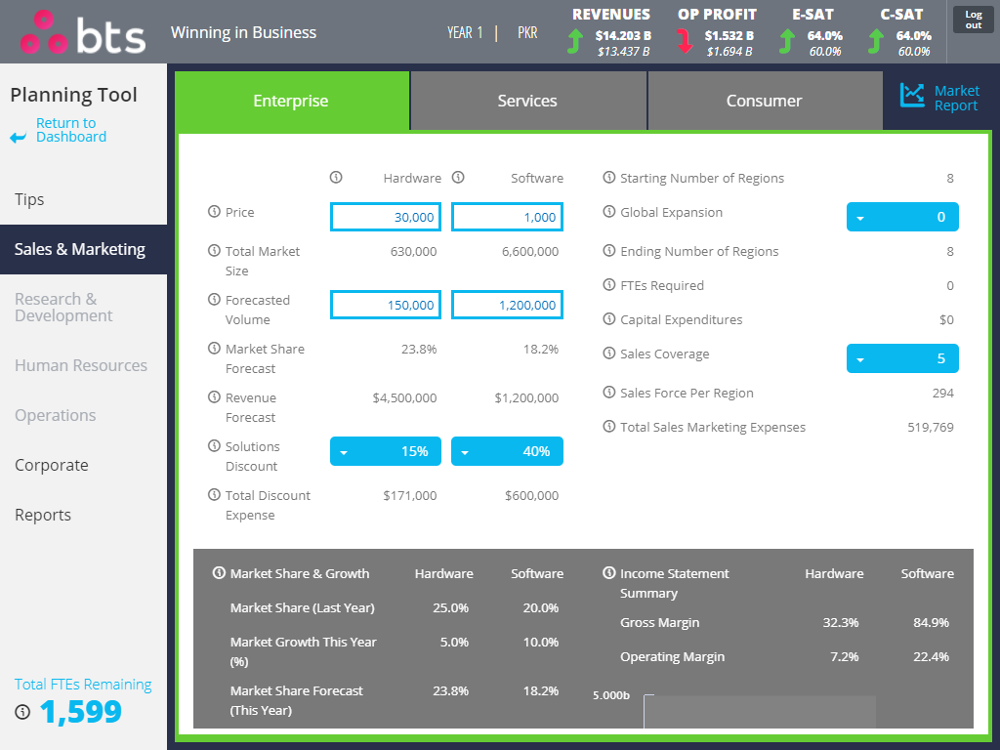 bts
Winning in Business
YEAR 1 | PKR
REVENUES
$14.203 B
$13.437 B
OP PROFIT
$1.532 B
$1.694 B
E-SAT
64.0%
60.0%
C-SAT
64.0%
60.0%
Log
out
Planning Tool
Return to
Dashboard
Tips
Sales & Marketing
Research &
Development
Human Resources
Operations
Corporate
Reports
Total FTEs Remaining
1,599
Enterprise
Services
Consumer
Market
Report
Hardware Software
Price 30,000 1,000
Total Market 630,000 6,600,000
Size
Forecasted 150,000 1,200,000
Volume
Market Share 23.8% 18.2%
Forecast
Revenue $4,500,000 $1,200,000
Forecast
Solutions 15% 40%
Discount
Total Discount $171,000 $600,000
Expense
Starting Number of Regions 8
Global Expansion 0
Ending Number of Regions 8
FTEs Required 0
Capital Expenditures $0
Sales Coverage 5
Sales Force Per Region 294
Total Sales Marketing Expenses 519,769
Market Share & Growth Hardware Software
Market Share (Last Year) 25.0% 20.0%
Market Growth This Year 5.0% 10.0%
(%)
Market Share Forecast 23.8% 18.2%
(This Year)
Income Statement Hardware Software
Summary
Gross Margin 32.3% 84.9%
Operating Margin 7.2% 22.4%
5.000b